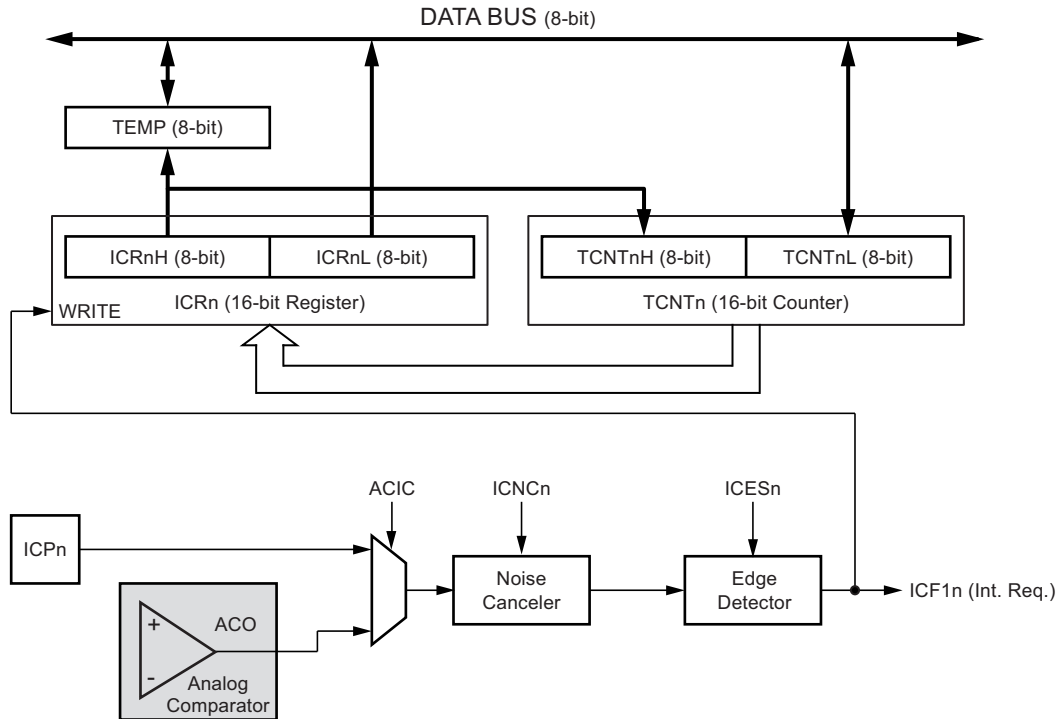 DATA BUS (8-bit)
TEMP (8-bit)
ICRnH (8-bit)
ICRnL (8-bit)
TCNTnH (8-bit)
TCNTnL (8-bit)
WRITE
ICRn (16-bit Register)
TCNTn (16-bit Counter)
ACIC
ICNCn
ICESn
ICPn
Noise
Canceler
Edge
Detector
ICF1n (Int. Req.)
+
ACO
-
Analog
Comparator